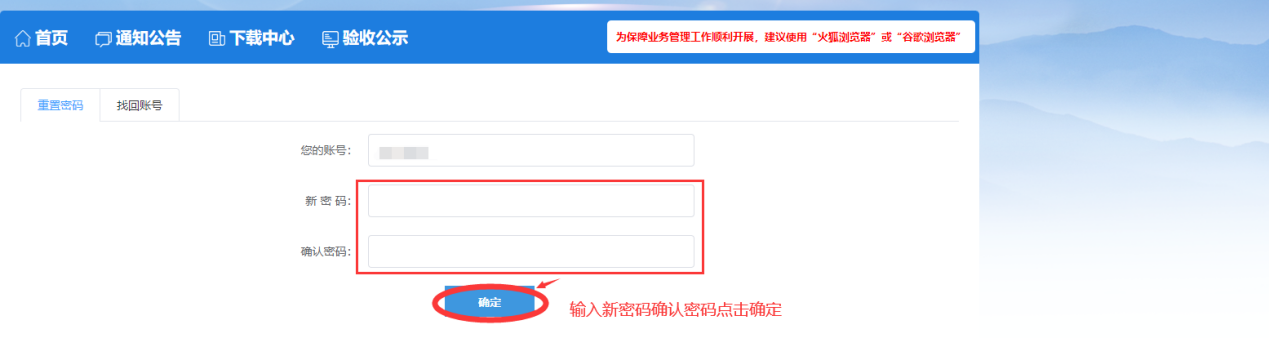 首页 通知公告 下载中心 验收公示
为保障业务管理工作顺利开展，建议使用“火狐浏览器”或“谷歌浏览器”
重置密码 找回账号
您的账号：
新 密 码：
确认密码：
确定
输入新密码确认密码点击确定